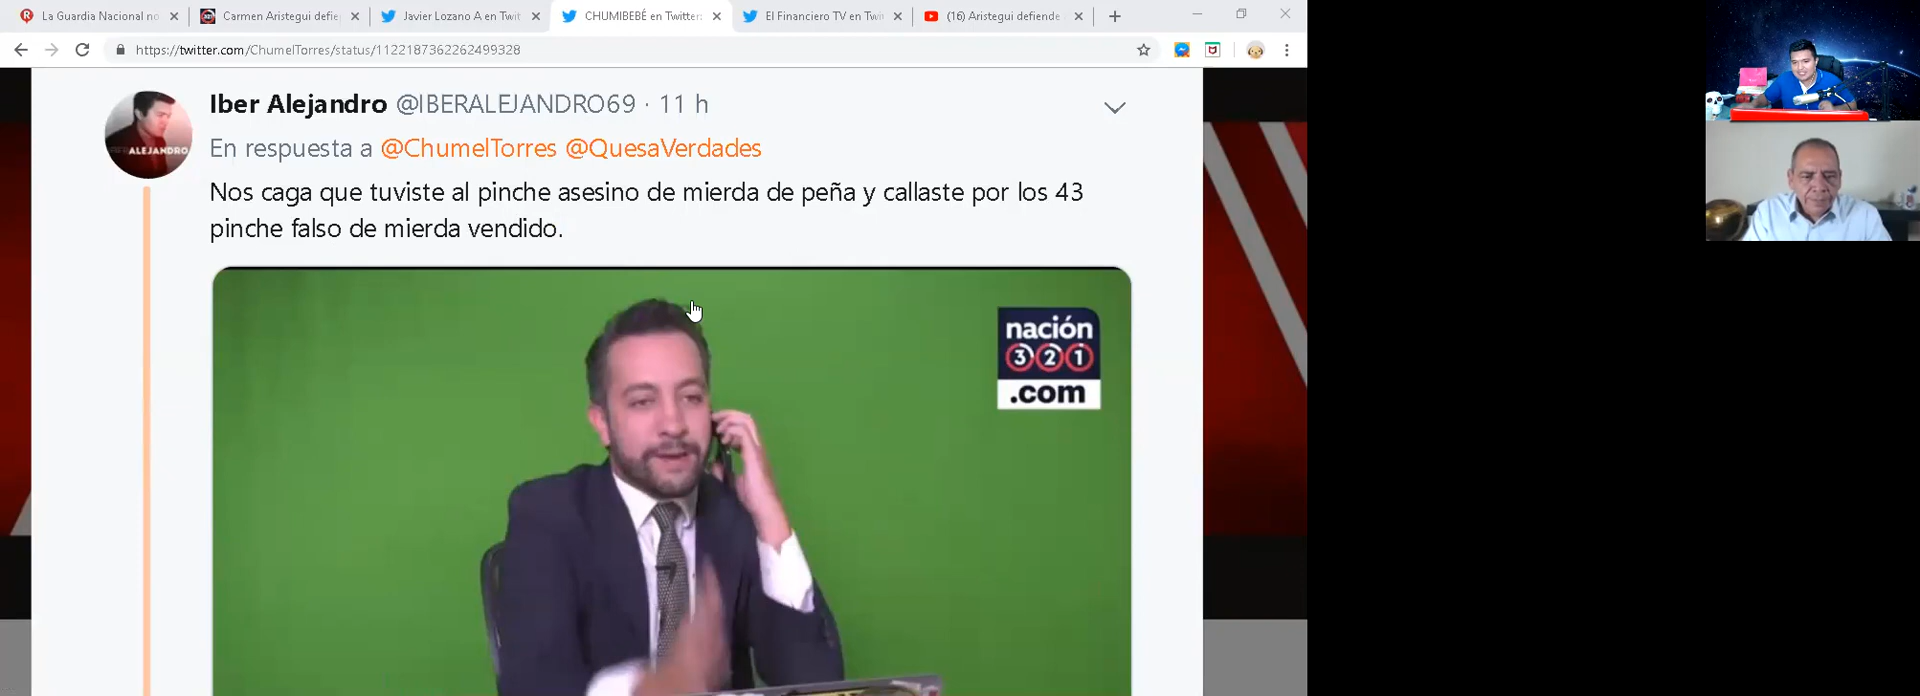 La Guardia Nacional no
Carmen Aristegui defie
Javier Lozano A en Twit
CHUMIBEBÉ en Twitter:
El Financiero TV en Twi
(16) Aristegui defiende
https://twitter.com/ChumelTorres/status/1122187362262499328
Iber Alejandro @IBERALEJANDRO69 · 11 h
ALEJANDRO
En respuesta a @ChumelTorres @QuesaVerdades
Nos caga que tuviste al pinche asesino de mierda de peña y callaste por los 43
pinche falso de mierda vendido.
nación
321
.com